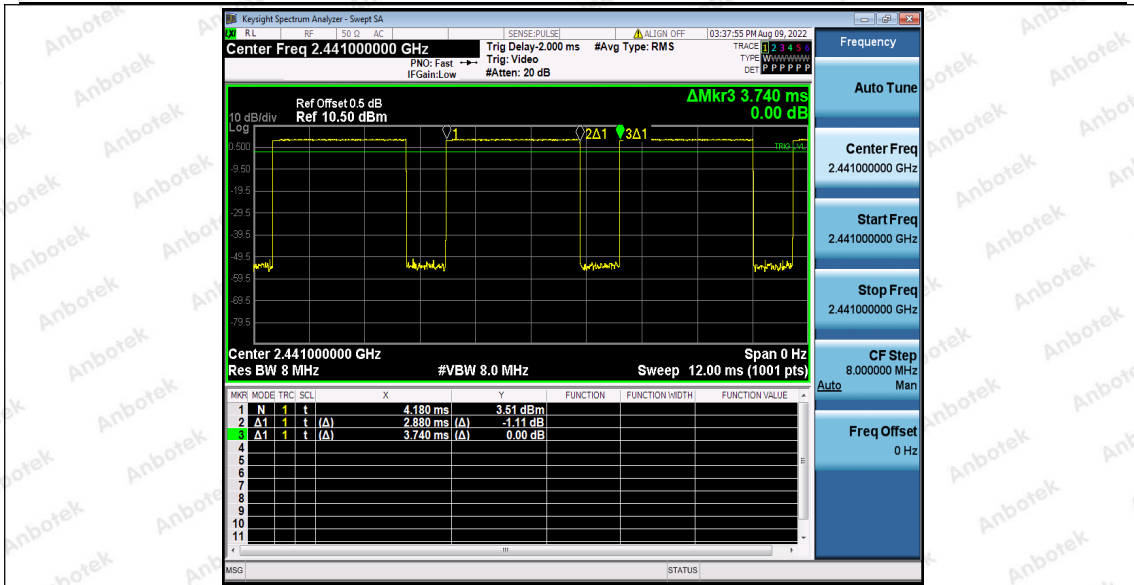 Keysight Spectrum Analyzer - Swept SA
LXI RL RF 50 Ω AC SENSE:PULSE ALIGN OFF 03:37:55 PM Aug 09, 2022
Center Freq 2.441000000 GHz Trig Delay-2.000 ms #Avg Type: RMS TRACE 1 2 3 4 5 6
PNO: Fast Trig: Video TYPE WWWWWW
IFGain:Low #Atten: 20 dB DET P P P P P P
ΔMkr3 3.740 ms
0.00 dB
Ref Offset 0.5 dB
10 dB/div Ref 10.50 dBm
Log
1 2Δ1 3Δ1
0.500
-9.50
-19.5
-29.5
-39.5
-49.5
-59.5
-69.5
-79.5
Center 2.441000000 GHz Span 0 Hz
Res BW 8 MHz #VBW 8.0 MHz Sweep 12.00 ms (1001 pts)
MKR MODE TRC SCL X Y FUNCTION FUNCTION WIDTH FUNCTION VALUE
1 N 1 t 4.180 ms 3.51 dBm
2 Δ1 1 t (Δ) 2.880 ms (Δ) -1.11 dB
3 Δ1 1 t (Δ) 3.740 ms (Δ) 0.00 dB
4
5
6
7
8
9
10
11
MSG STATUS
Frequency
Auto Tune
Center Freq
2.441000000 GHz
Start Freq
2.441000000 GHz
Stop Freq
2.441000000 GHz
CF Step
8.000000 MHz
Auto Man
Freq Offset
0 Hz
Anbotek